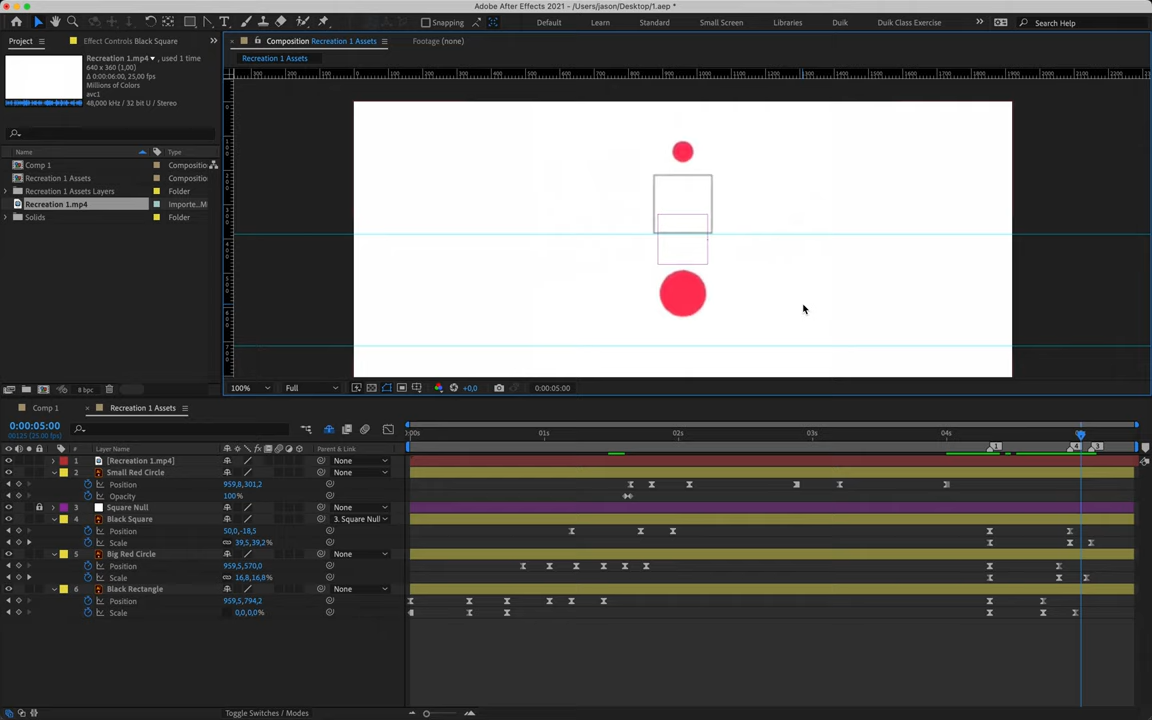 Adobe After Effects 2021 - /Users/jason/Desktop/1.aep *
Snapping
Default
Learn
Standard
Small Screen
Libraries
Duik
Duik Class Exercise
Search Help
Project
Effect Controls Black Square
Composition Recreation 1 Assets
Footage (none)
Recreation 1 Assets
Recreation 1.mp4 , used 1 time
640 x 360 (1,00)
Δ 0:00:06:00, 25,00 fps
Millions of Colors
avc1
48,000 kHz / 32 bit U / Stereo
Name
Type
Comp 1
Compositio
Recreation 1 Assets
Compositio
Recreation 1 Assets Layers
Folder
Recreation 1.mp4
Importe...M
Solids
Folder
8 bpc
100%
Full
+0,0
0:00:05:00
Comp 1
Recreation 1 Assets
0:00:05:00
00125 (25.00 fps)
01s
02s
03s
04s
# Layer Name
Parent & Link
1
4
3
1 [Recreation 1.mp4]
None
2 Small Red Circle
None
Position
959,8,301,2
Opacity
100%
3 Square Null
None
4 Black Square
3. Square Null
Position
50,0,-18,5
Scale
39,5,39,2%
5 Big Red Circle
None
Position
959,5,570,0
Scale
16,8,16,8%
6 Black Rectangle
None
Position
959,5,794,2
Scale
0,0,0,0%
Toggle Switches / Modes